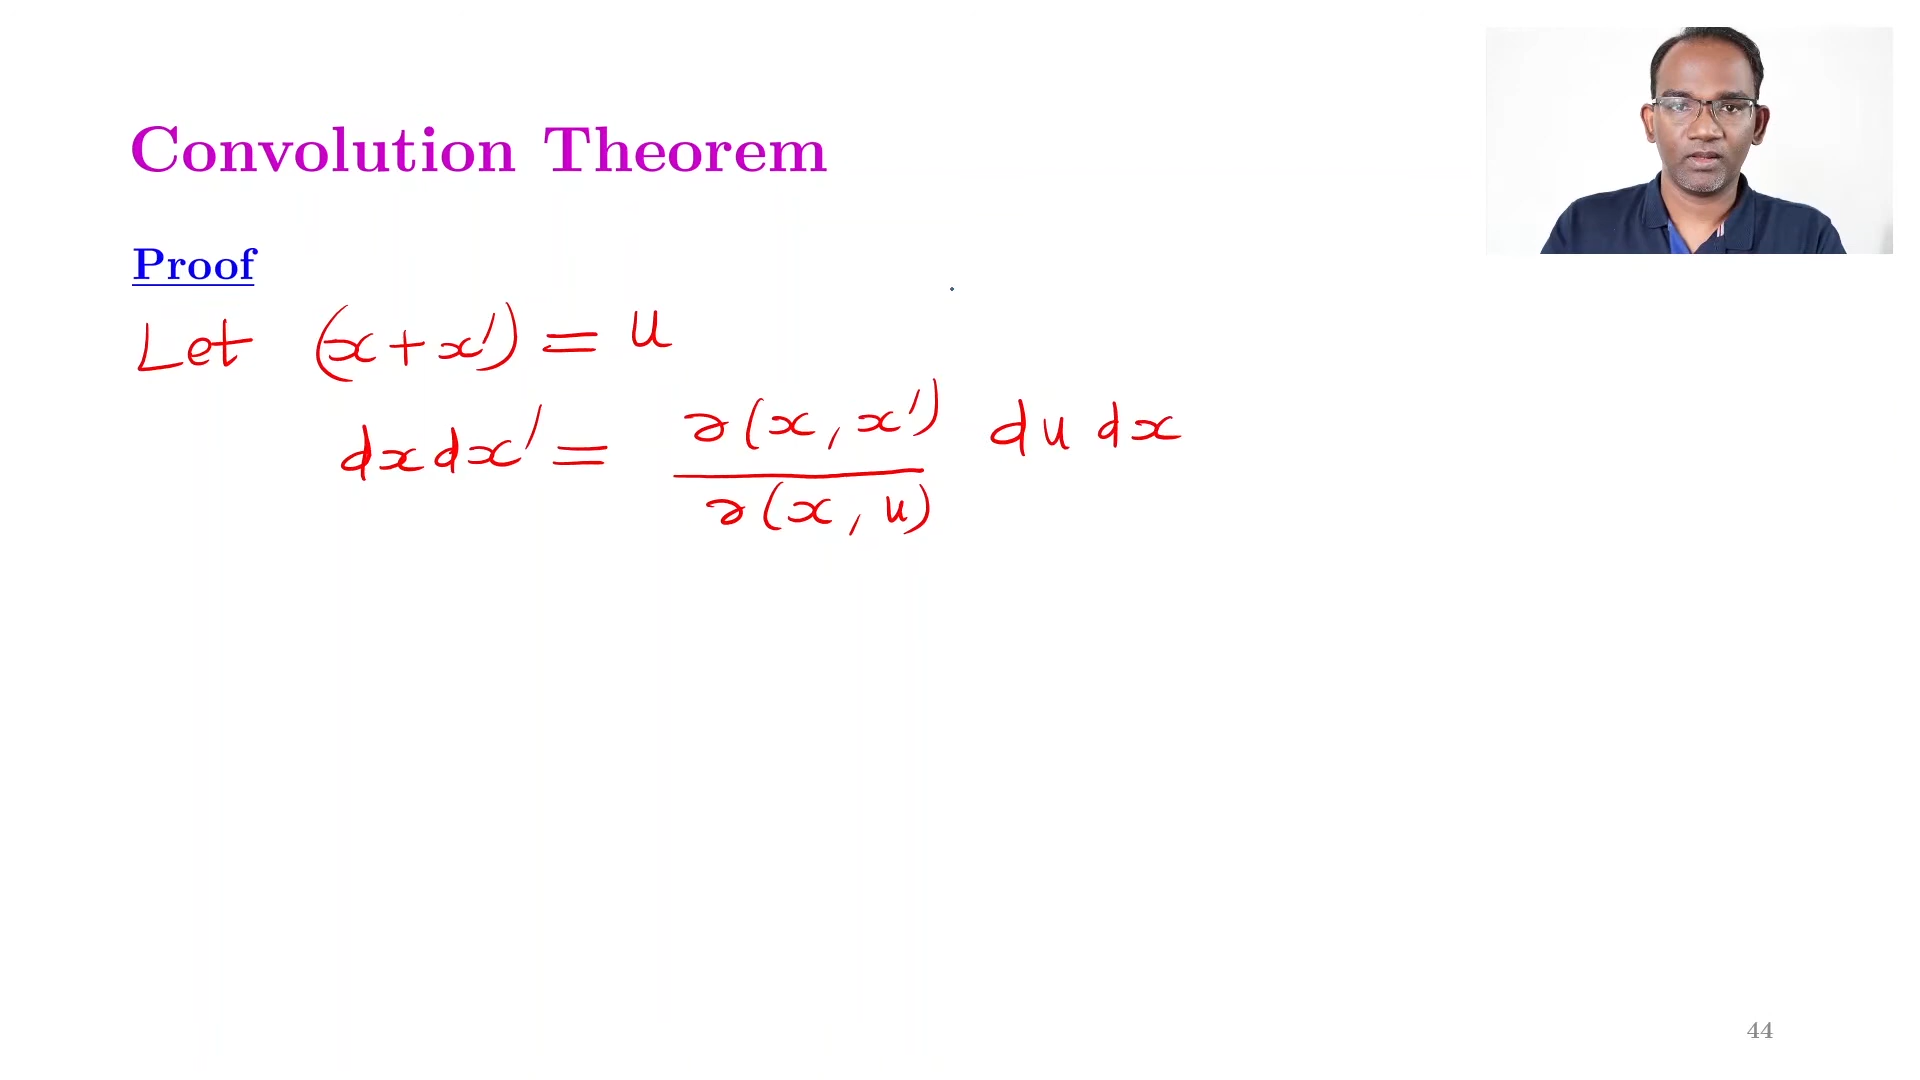 Convolution Theorem
Proof
Let (x + x′) = u
dx dx′ = ∂(x, x′) / ∂(x, u) du dx
44